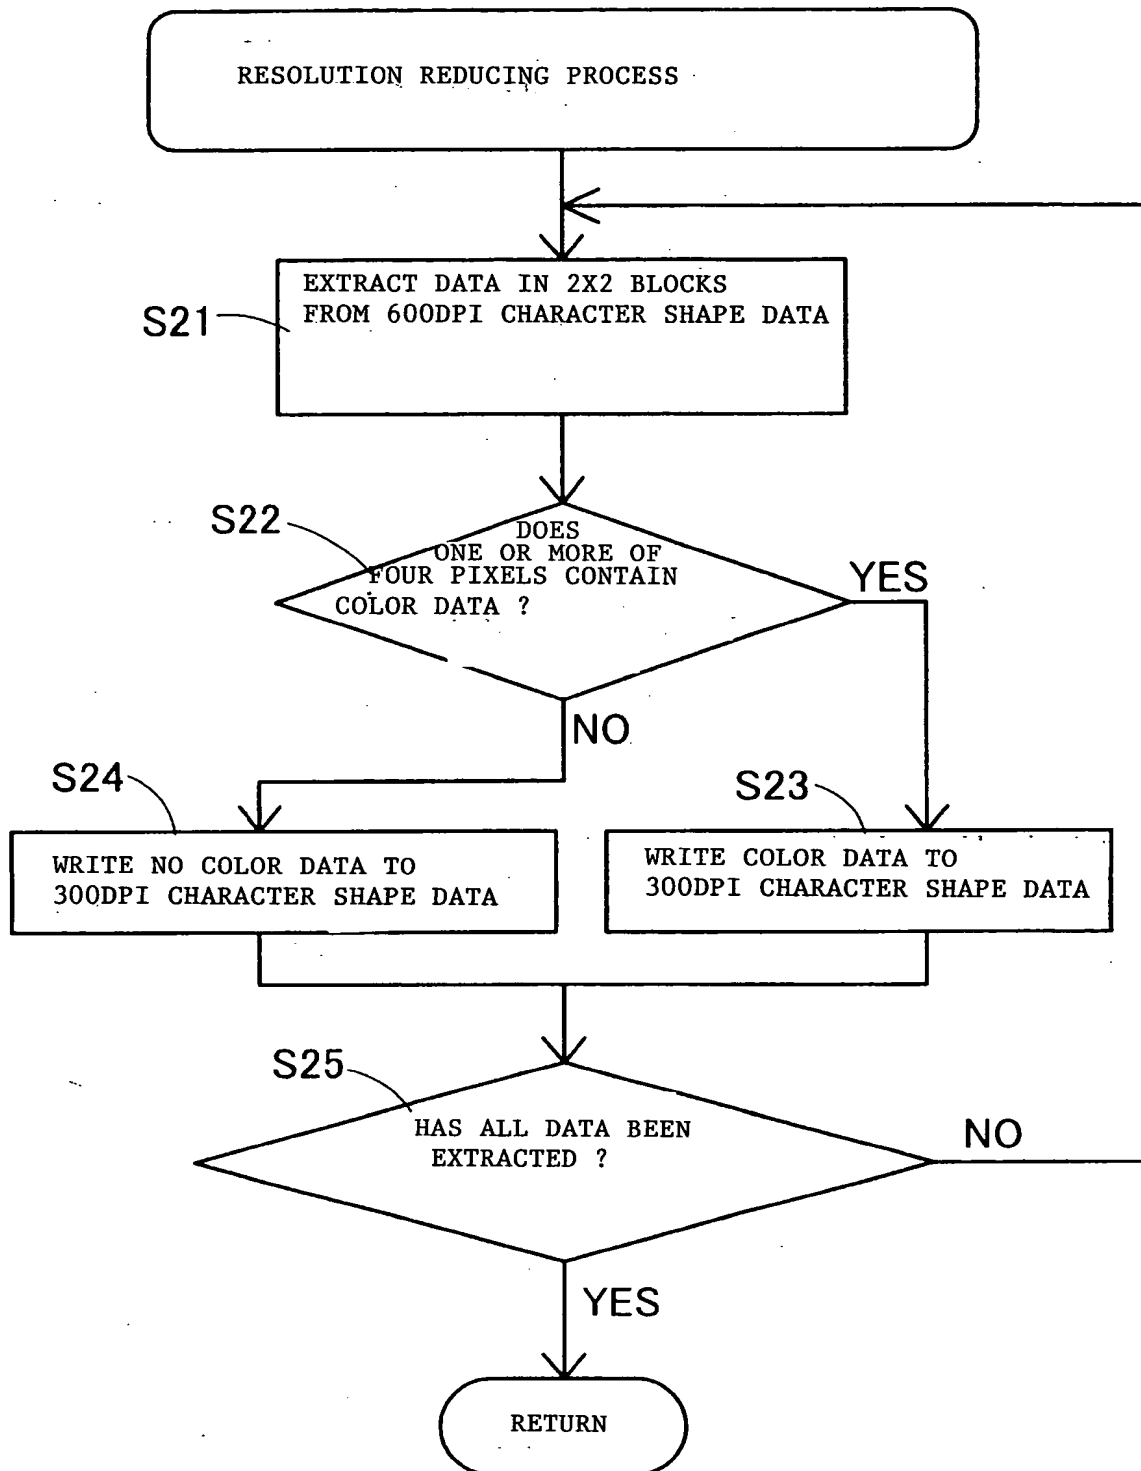 RESOLUTION REDUCING PROCESS
EXTRACT DATA IN 2X2 BLOCKS
FROM 600DPI CHARACTER SHAPE DATA
S21
S22
DOES
ONE OR MORE OF
FOUR PIXELS CONTAIN
COLOR DATA ?
YES
NO
S24
S23
WRITE NO COLOR DATA TO
300DPI CHARACTER SHAPE DATA
WRITE COLOR DATA TO
300DPI CHARACTER SHAPE DATA
S25
HAS ALL DATA BEEN
EXTRACTED ?
NO
YES
RETURN